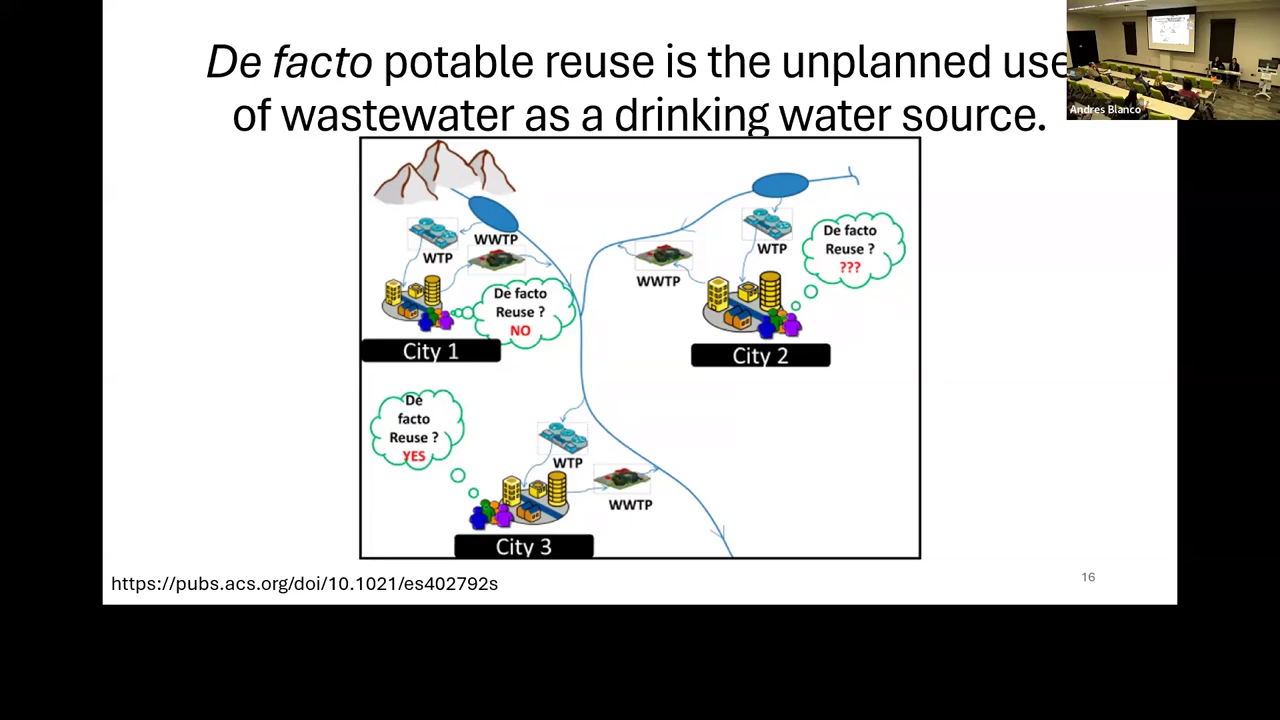 De facto potable reuse is the unplanned use
of wastewater as a drinking water source.
Andres Blanco
WTP
WWTP
De facto
Reuse ?
NO
City 1
WWTP
WTP
De facto
Reuse ?
???
City 2
De
facto
Reuse ?
YES
WTP
WWTP
City 3
https://pubs.acs.org/doi/10.1021/es402792s
16